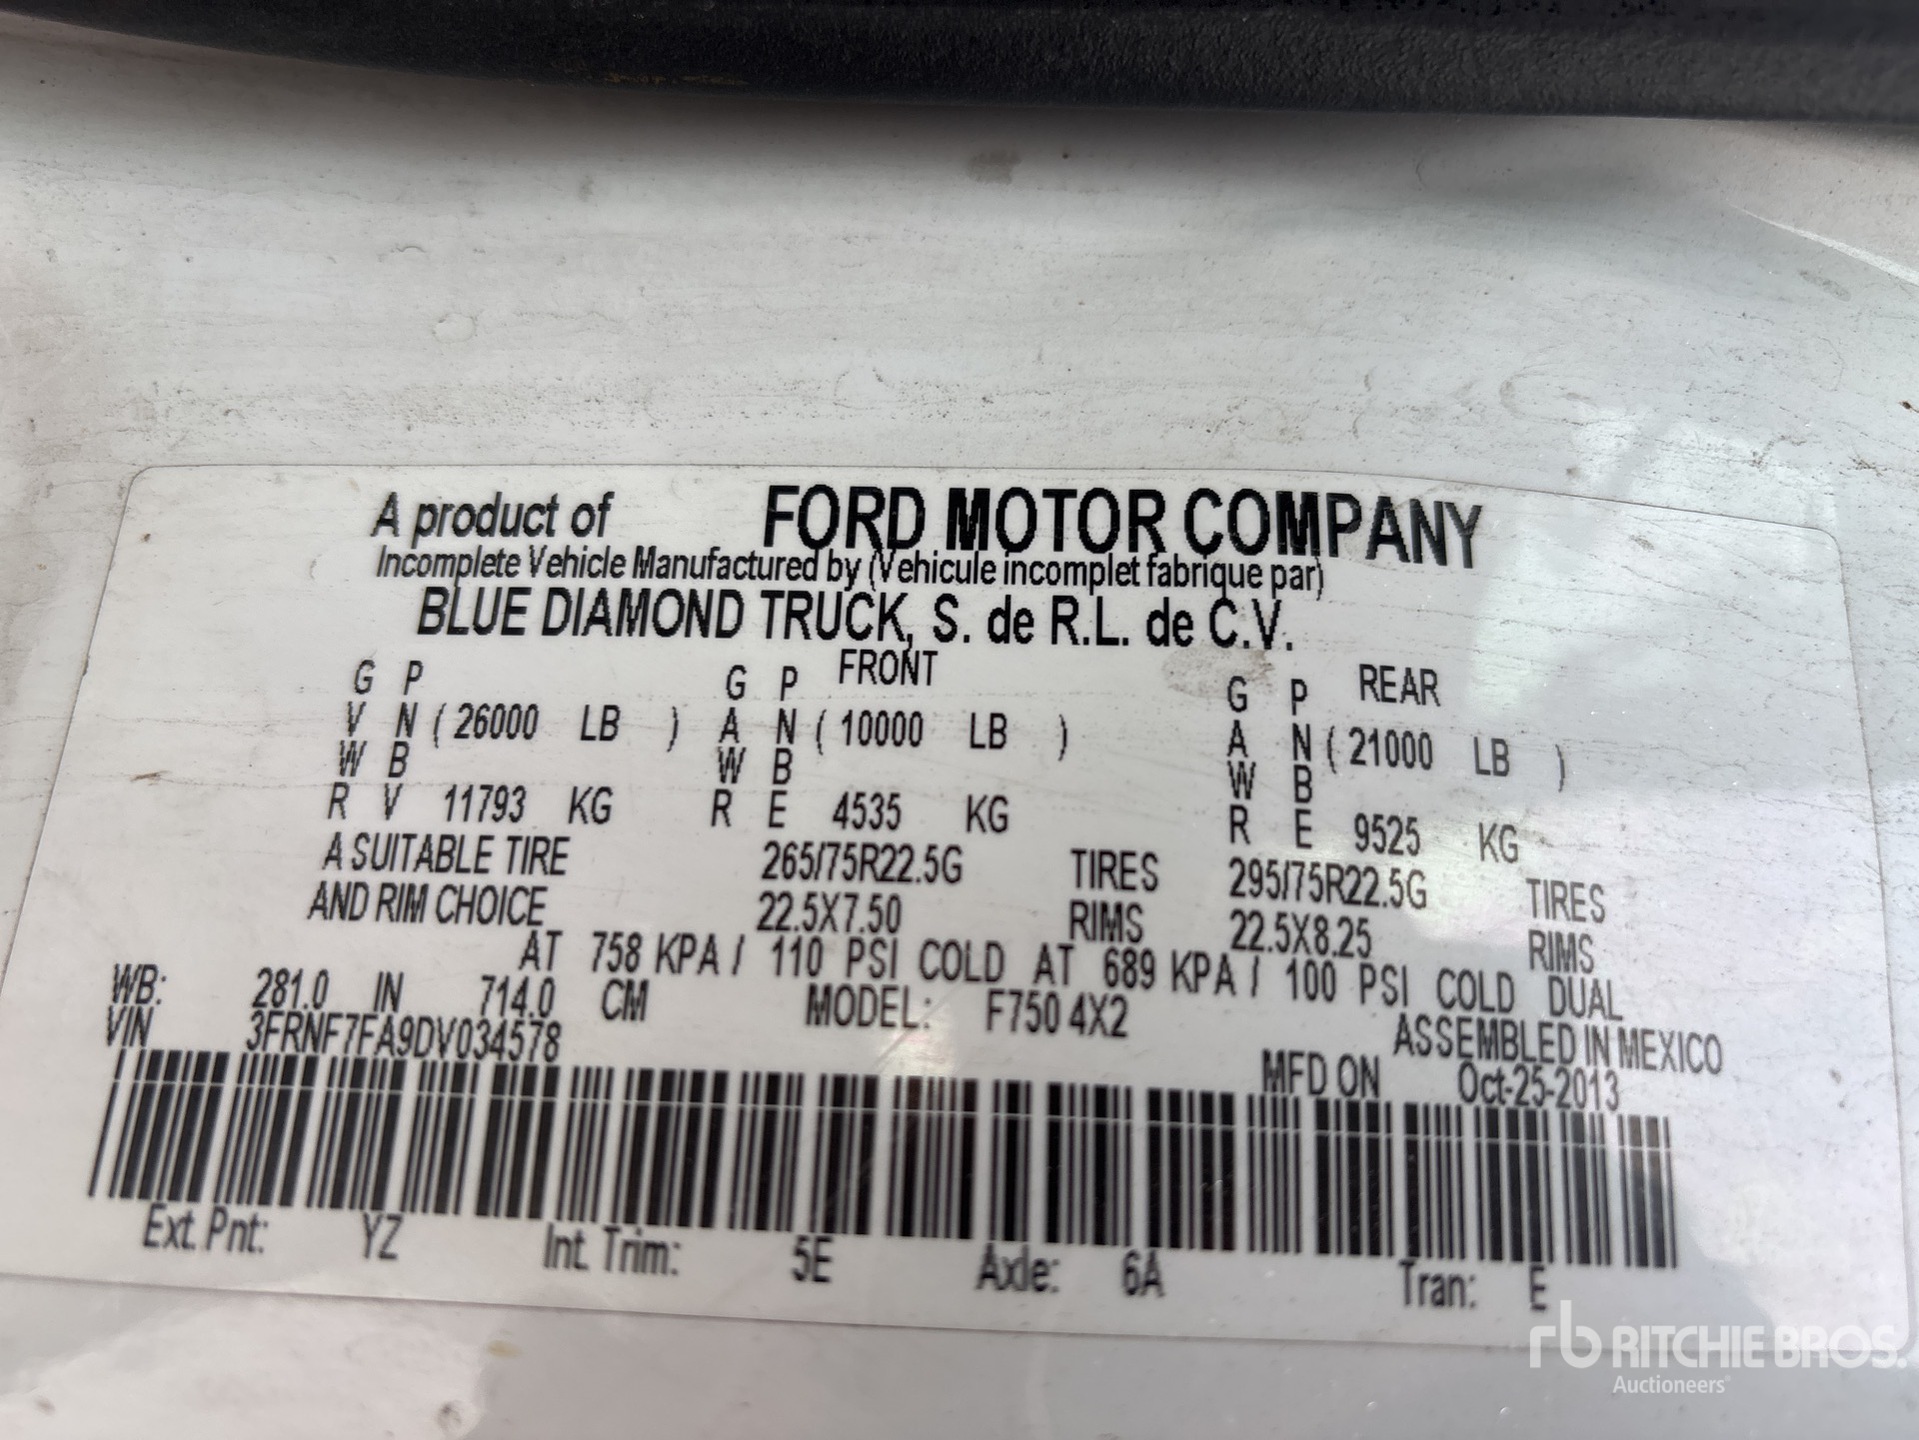 A product of FORD MOTOR COMPANY
Incomplete Vehicle Manufactured by (Vehicule incomplet fabrique par)
BLUE DIAMOND TRUCK, S. de R.L. de C.V.
G P G P FRONT G P REAR
V N ( 26000 LB ) A N ( 10000 LB ) A N ( 21000 LB )
W B W B W B
R V 11793 KG R E 4535 KG R E 9525 KG
A SUITABLE TIRE 265/75R22.5G TIRES 295/75R22.5G TIRES
AND RIM CHOICE 22.5X7.50 RIMS 22.5X8.25 RIMS
AT 758 KPA / 110 PSI COLD AT 689 KPA / 100 PSI COLD DUAL
WB: 281.0 IN 714.0 CM MODEL: F750 4X2 ASSEMBLED IN MEXICO
VIN 3FRNF7FA9DV034578 MFD ON Oct-25-2013
Ext. Pnt: YZ Int. Trim: 5E Axle: 6A Tran: E
rb RITCHIE BROS.
Auctioneers